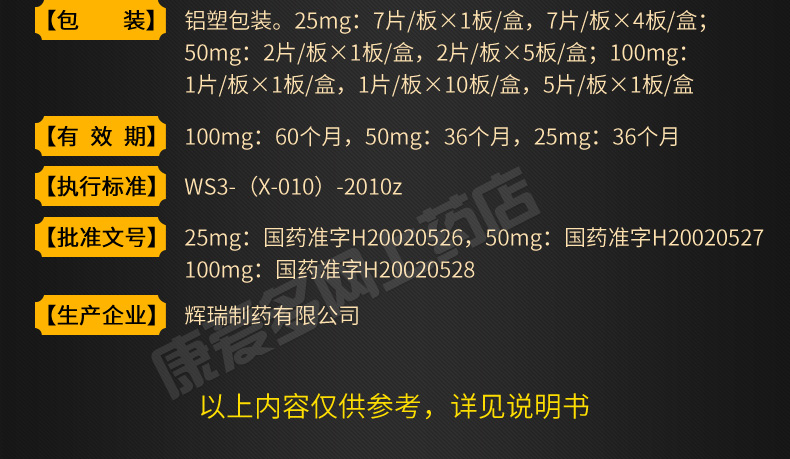 【包 装】 铝塑包装。25mg：7片/板×1板/盒，7片/板×4板/盒；
50mg：2片/板×1板/盒，2片/板×5板/盒；100mg：
1片/板×1板/盒，1片/板×10板/盒，5片/板×1板/盒
【有 效 期】 100mg：60个月，50mg：36个月，25mg：36个月
【执行标准】 WS3-（X-010）-2010z
【批准文号】 25mg：国药准字H20020526，50mg：国药准字H20020527
100mg：国药准字H20020528
【生产企业】 辉瑞制药有限公司
康爱多网上药店
以上内容仅供参考，详见说明书